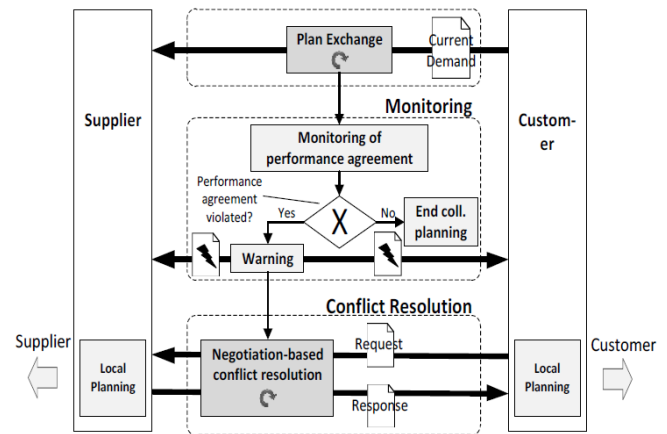 Plan Exchange
Current
Demand
Supplier
Monitoring
Custom-
er
Monitoring of
performance agreement
Performance
agreement
violated?
Yes
X
No
End coll.
planning
Warning
Conflict Resolution
Supplier
Local
Planning
Negotiation-based
conflict resolution
Request
Response
Local
Planning
Customer